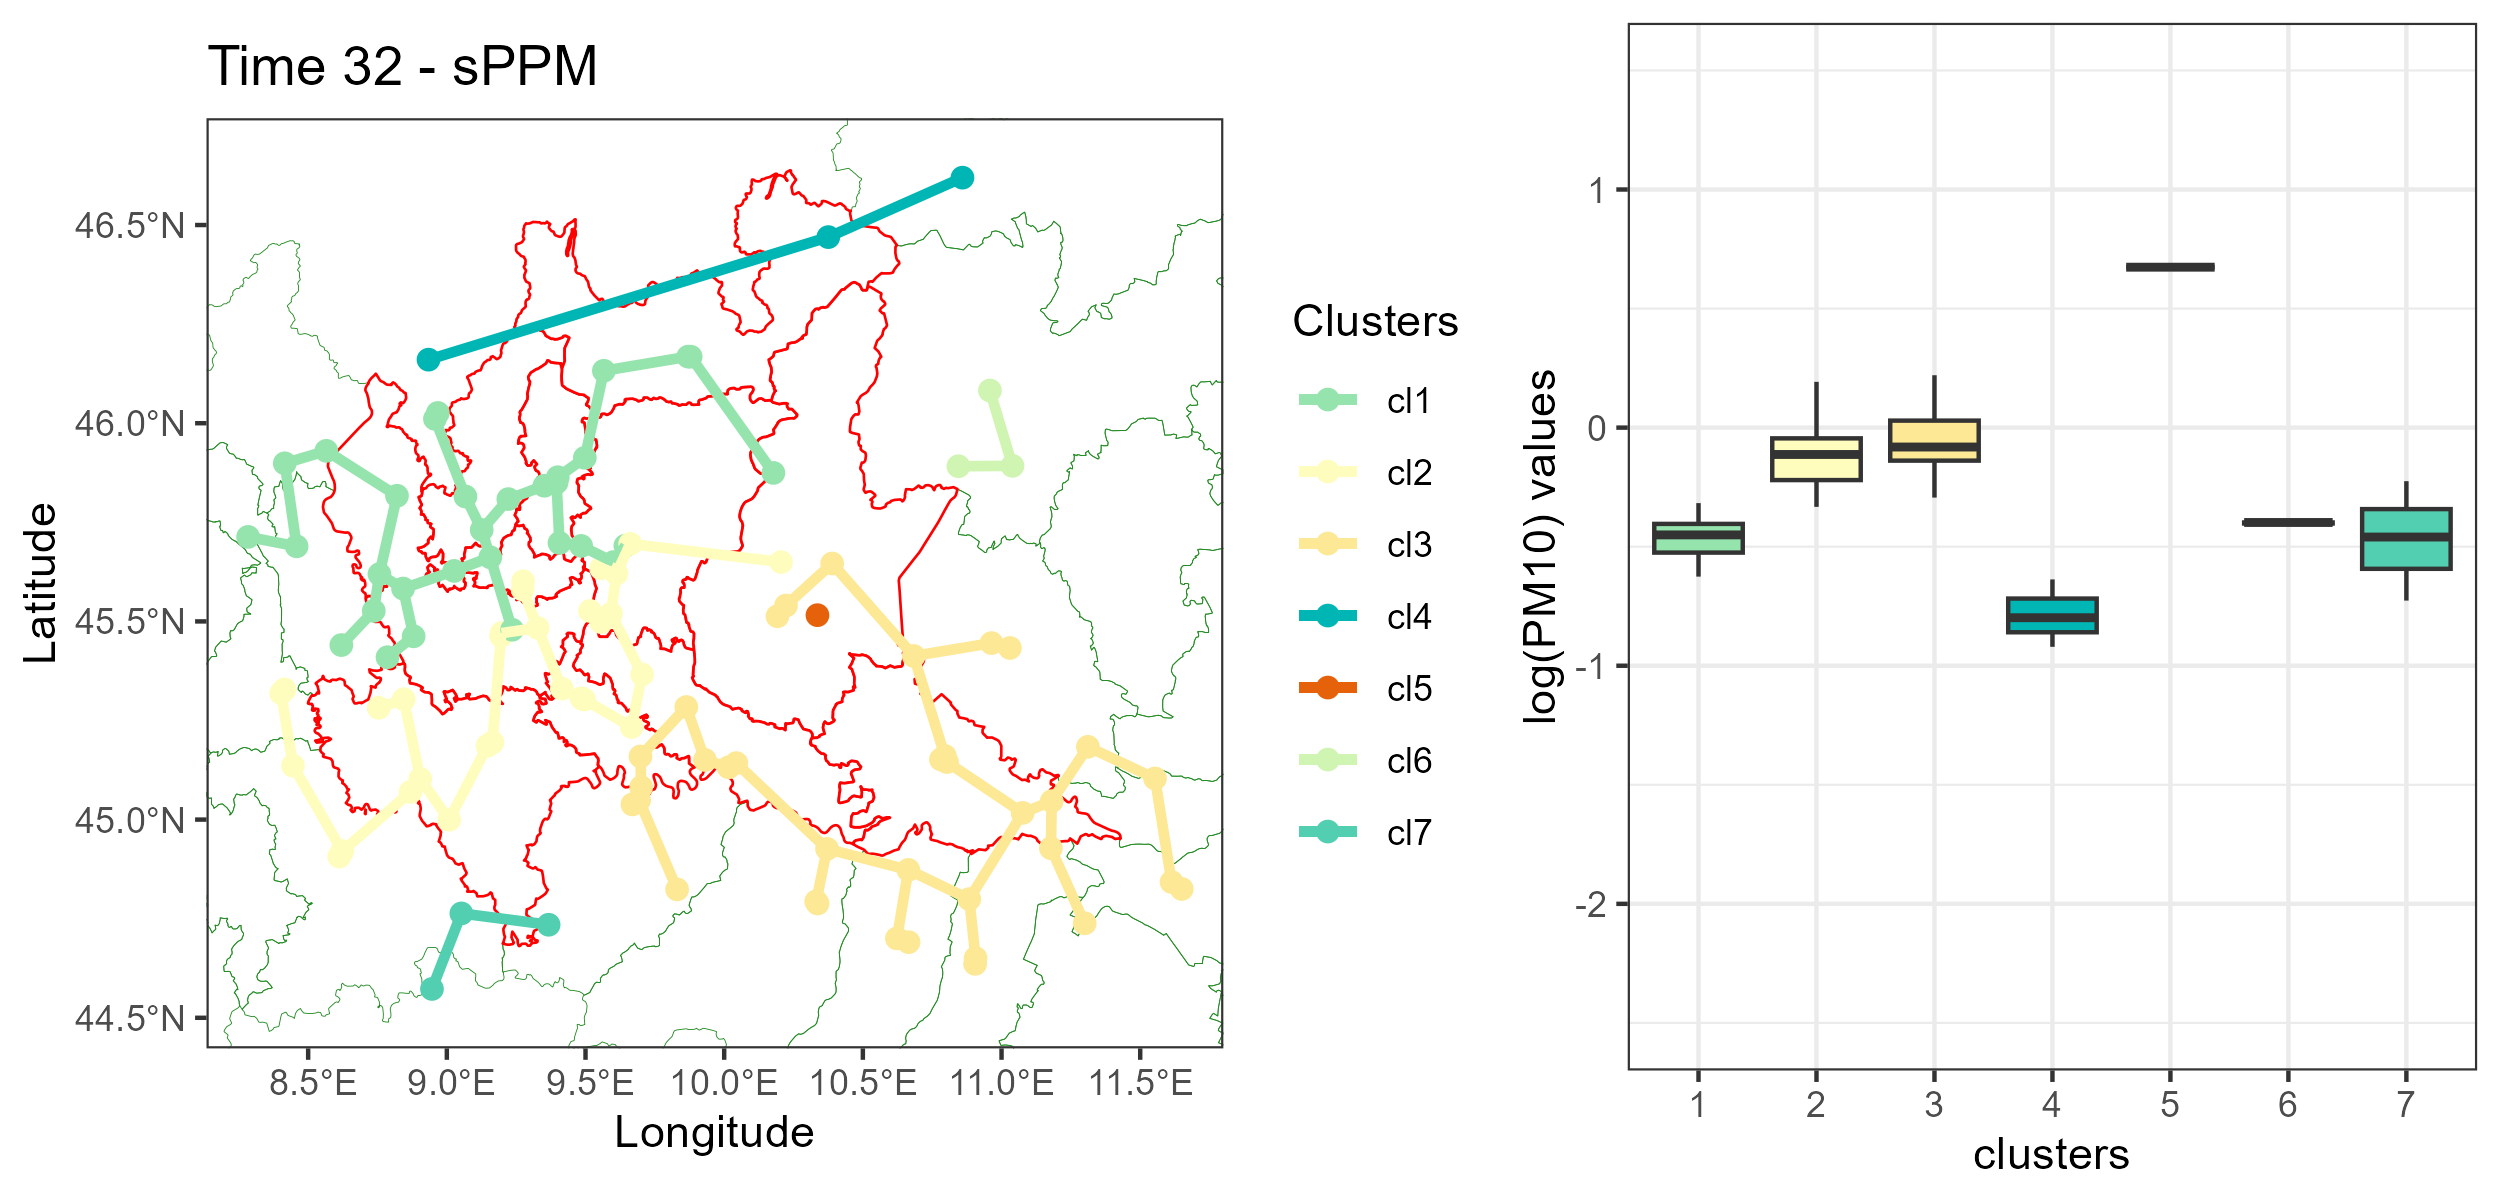 Time 32 - sPPM
46.5°N
46.0°N
45.5°N
45.0°N
44.5°N
Latitude
8.5°E 9.0°E 9.5°E 10.0°E 10.5°E 11.0°E 11.5°E
Longitude
Clusters
cl1
cl2
cl3
cl4
cl5
cl6
cl7
log(PM10) values
1
0
-1
-2
1 2 3 4 5 6 7
clusters